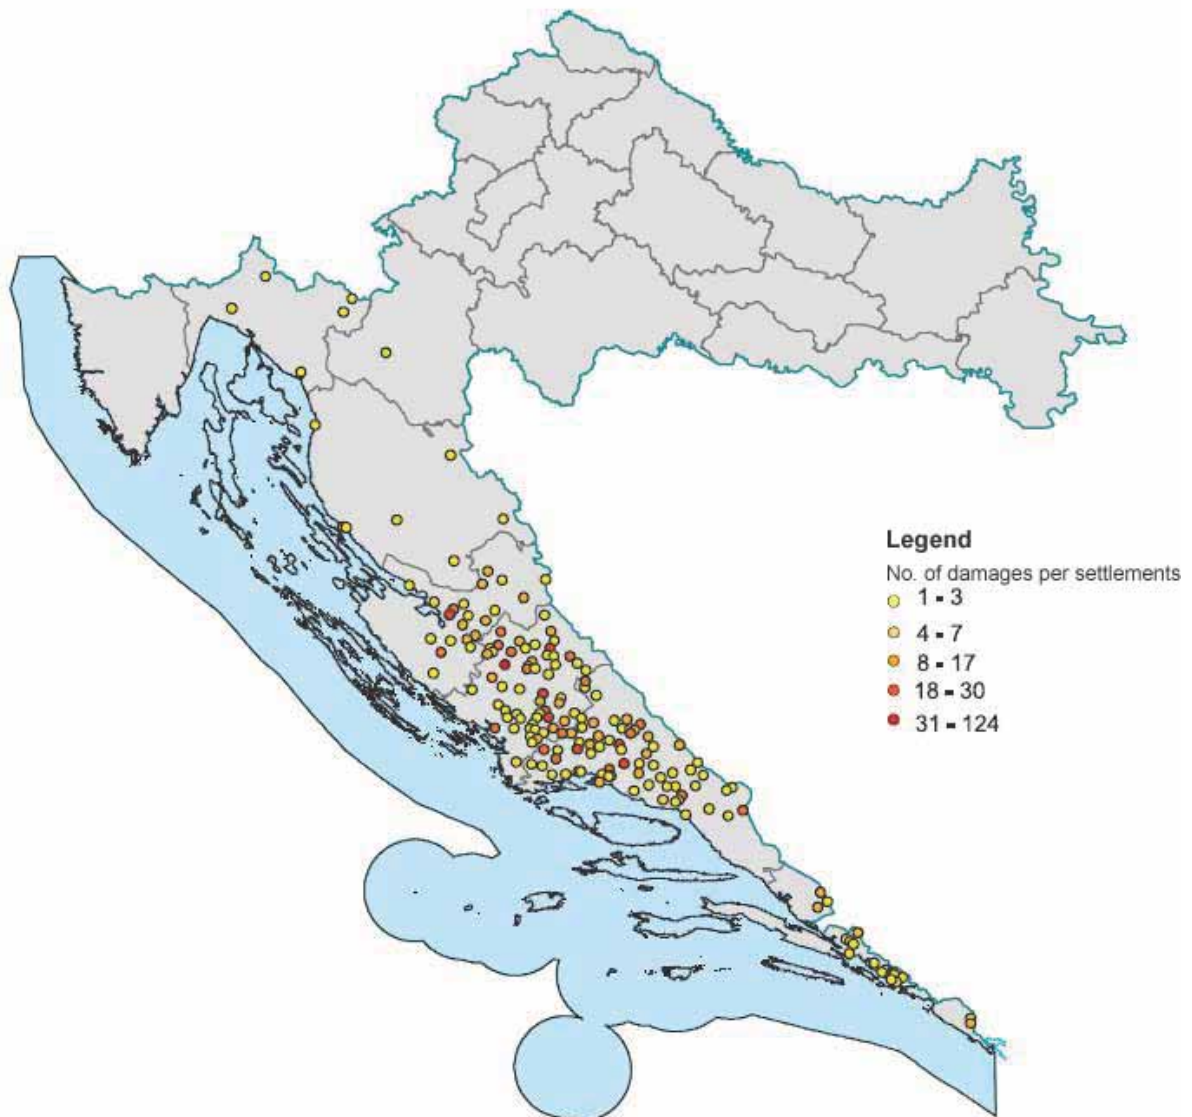 Legend
No. of damages per settlements
1 - 3
4 - 7
8 - 17
18 - 30
31 - 124